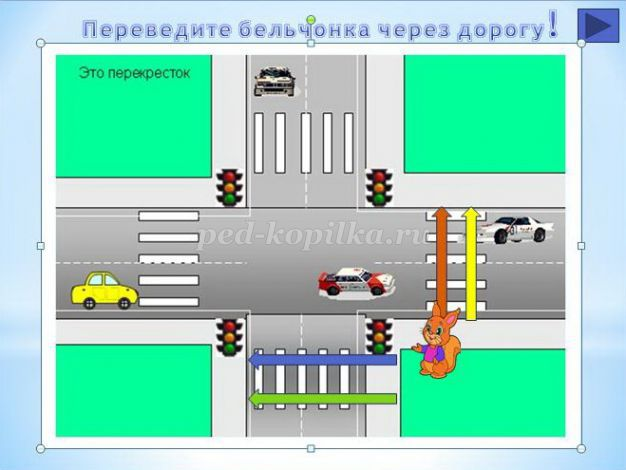 Переведите бельчонка через дорогу!
Это перекресток
ped-kopilka.ru